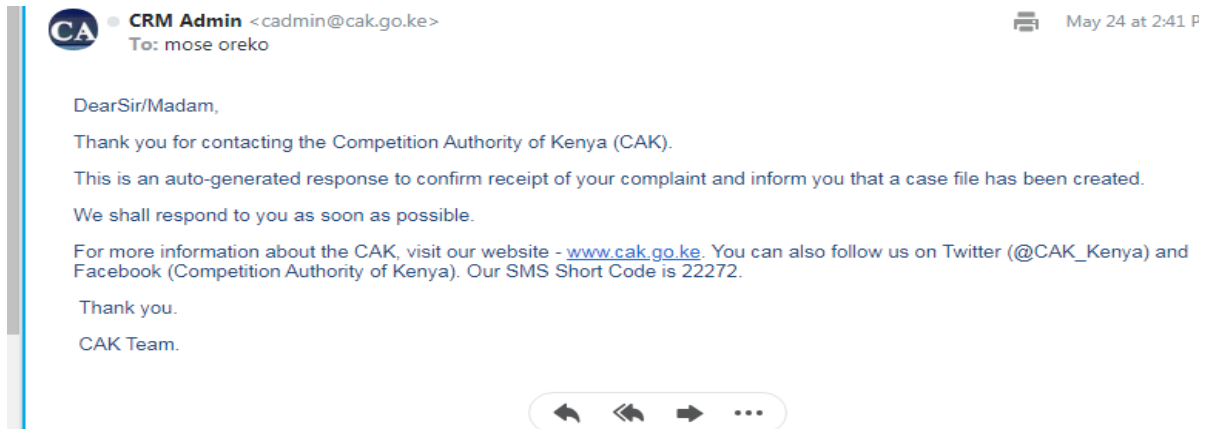 CA
CRM Admin <cadmin@cak.go.ke>
To: mose oreko
May 24 at 2:41 P
DearSir/Madam,
Thank you for contacting the Competition Authority of Kenya (CAK).
This is an auto-generated response to confirm receipt of your complaint and inform you that a case file has been created.
We shall respond to you as soon as possible.
For more information about the CAK, visit our website - www.cak.go.ke. You can also follow us on Twitter (@CAK_Kenya) and
Facebook (Competition Authority of Kenya). Our SMS Short Code is 22272.
Thank you.
CAK Team.